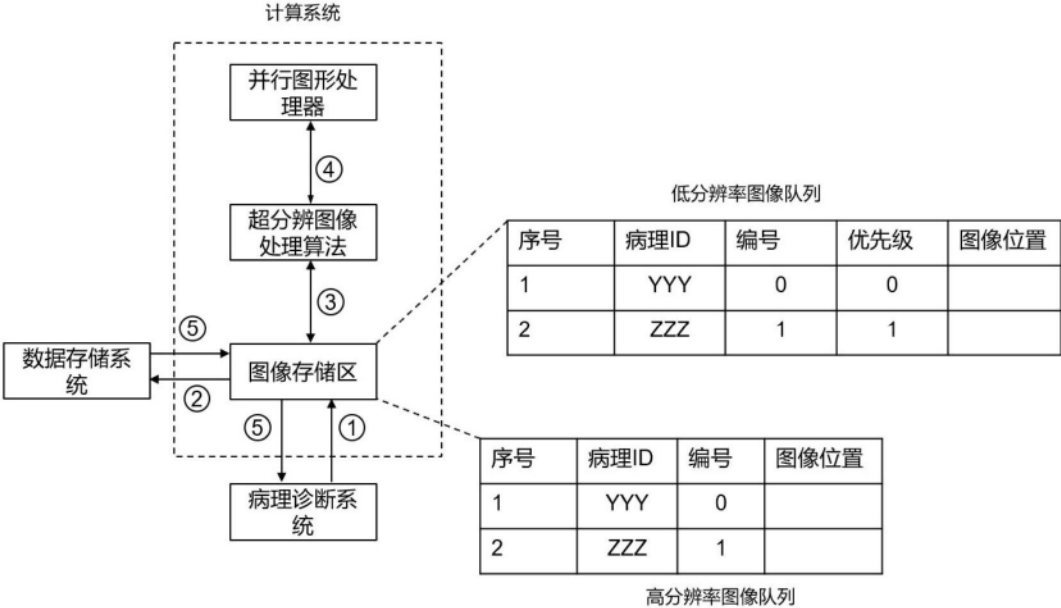 计算系统
并行图形处
理器
④
超分辨图像
处理算法
③
⑤
数据存储系
统
图像存储区
②
⑤
①
病理诊断系
统
低分辨率图像队列
序号 病理ID 编号 优先级 图像位置
1 YYY 0 0
2 ZZZ 1 1
序号 病理ID 编号 图像位置
1 YYY 0
2 ZZZ 1
高分辨率图像队列